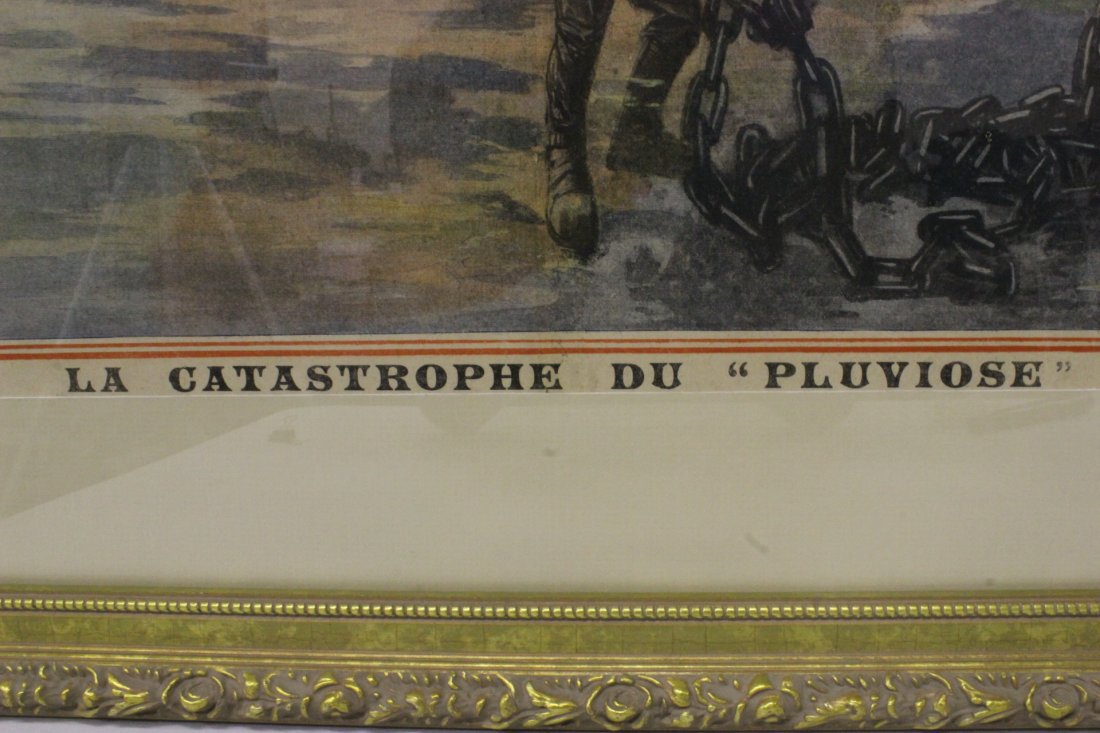 LA CATASTROPHE DU “PLUVIOSE”